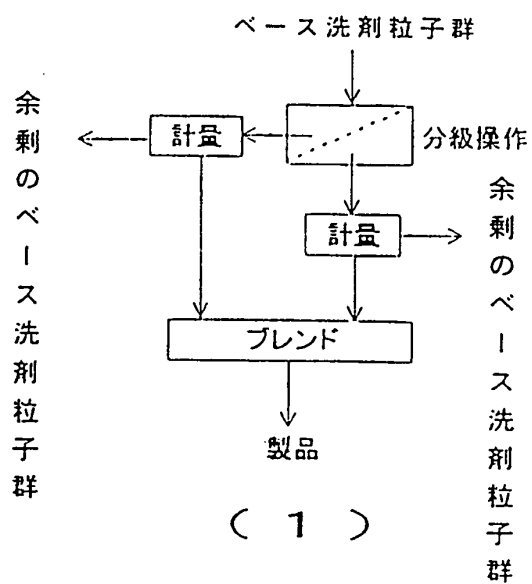 ベース洗剤粒子群
余剰のベース洗剤粒子群
計量
分級操作
計量
余剰のベース洗剤粒子群
ブレンド
製品
(1)